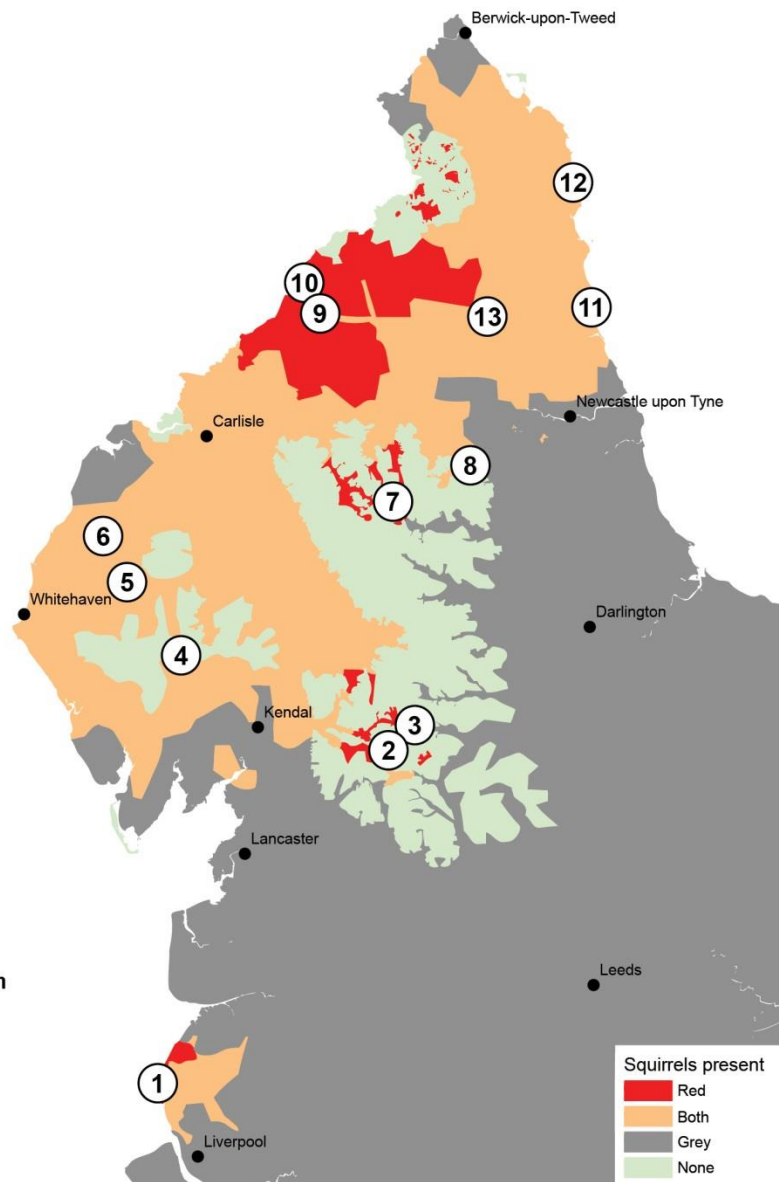 Berwick-upon-Tweed
12
10
9
11
13
Newcastle upon Tyne
Carlisle
8
7
6
5
Whitehaven
Darlington
4
3
Kendal
2
Lancaster
Leeds
1
Liverpool
Squirrels present
Red
Both
Grey
None